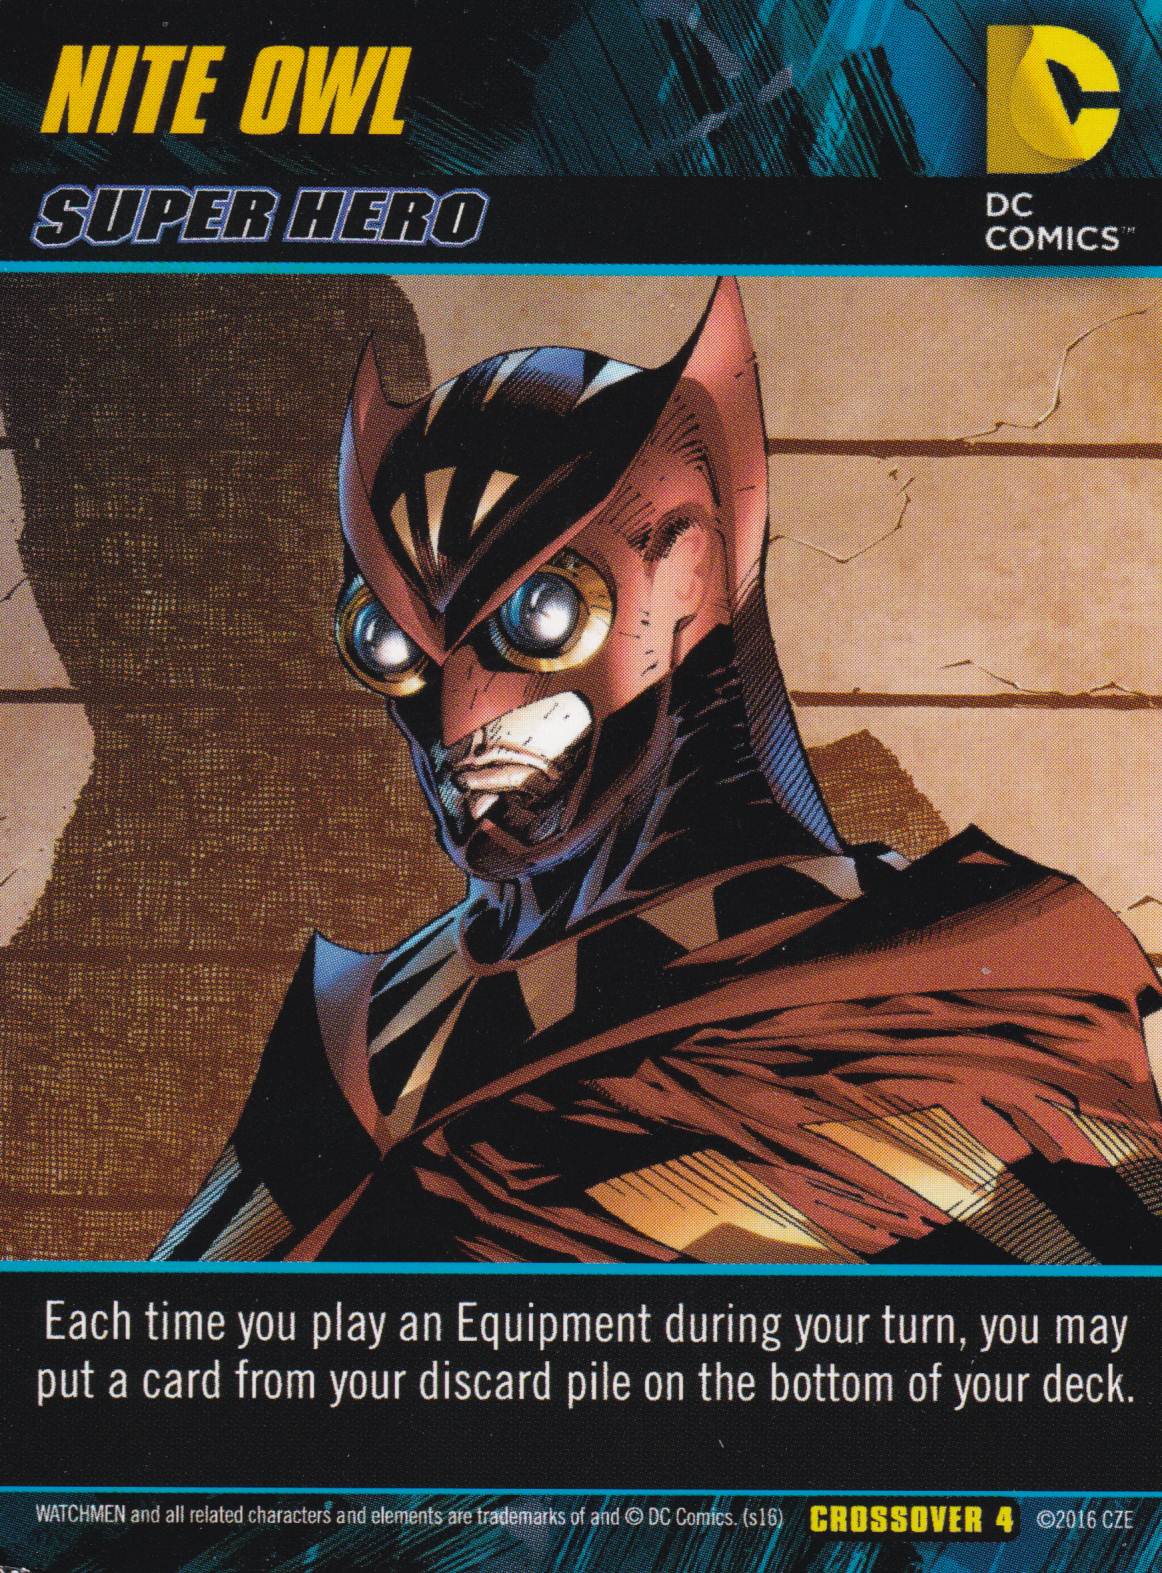 NITE OWL
SUPER HERO
DC
COMICS™
Each time you play an Equipment during your turn, you may
put a card from your discard pile on the bottom of your deck.
WATCHMEN and all related characters and elements are trademarks of and © DC Comics. (s16)
CROSSOVER 4
©2016 CZE